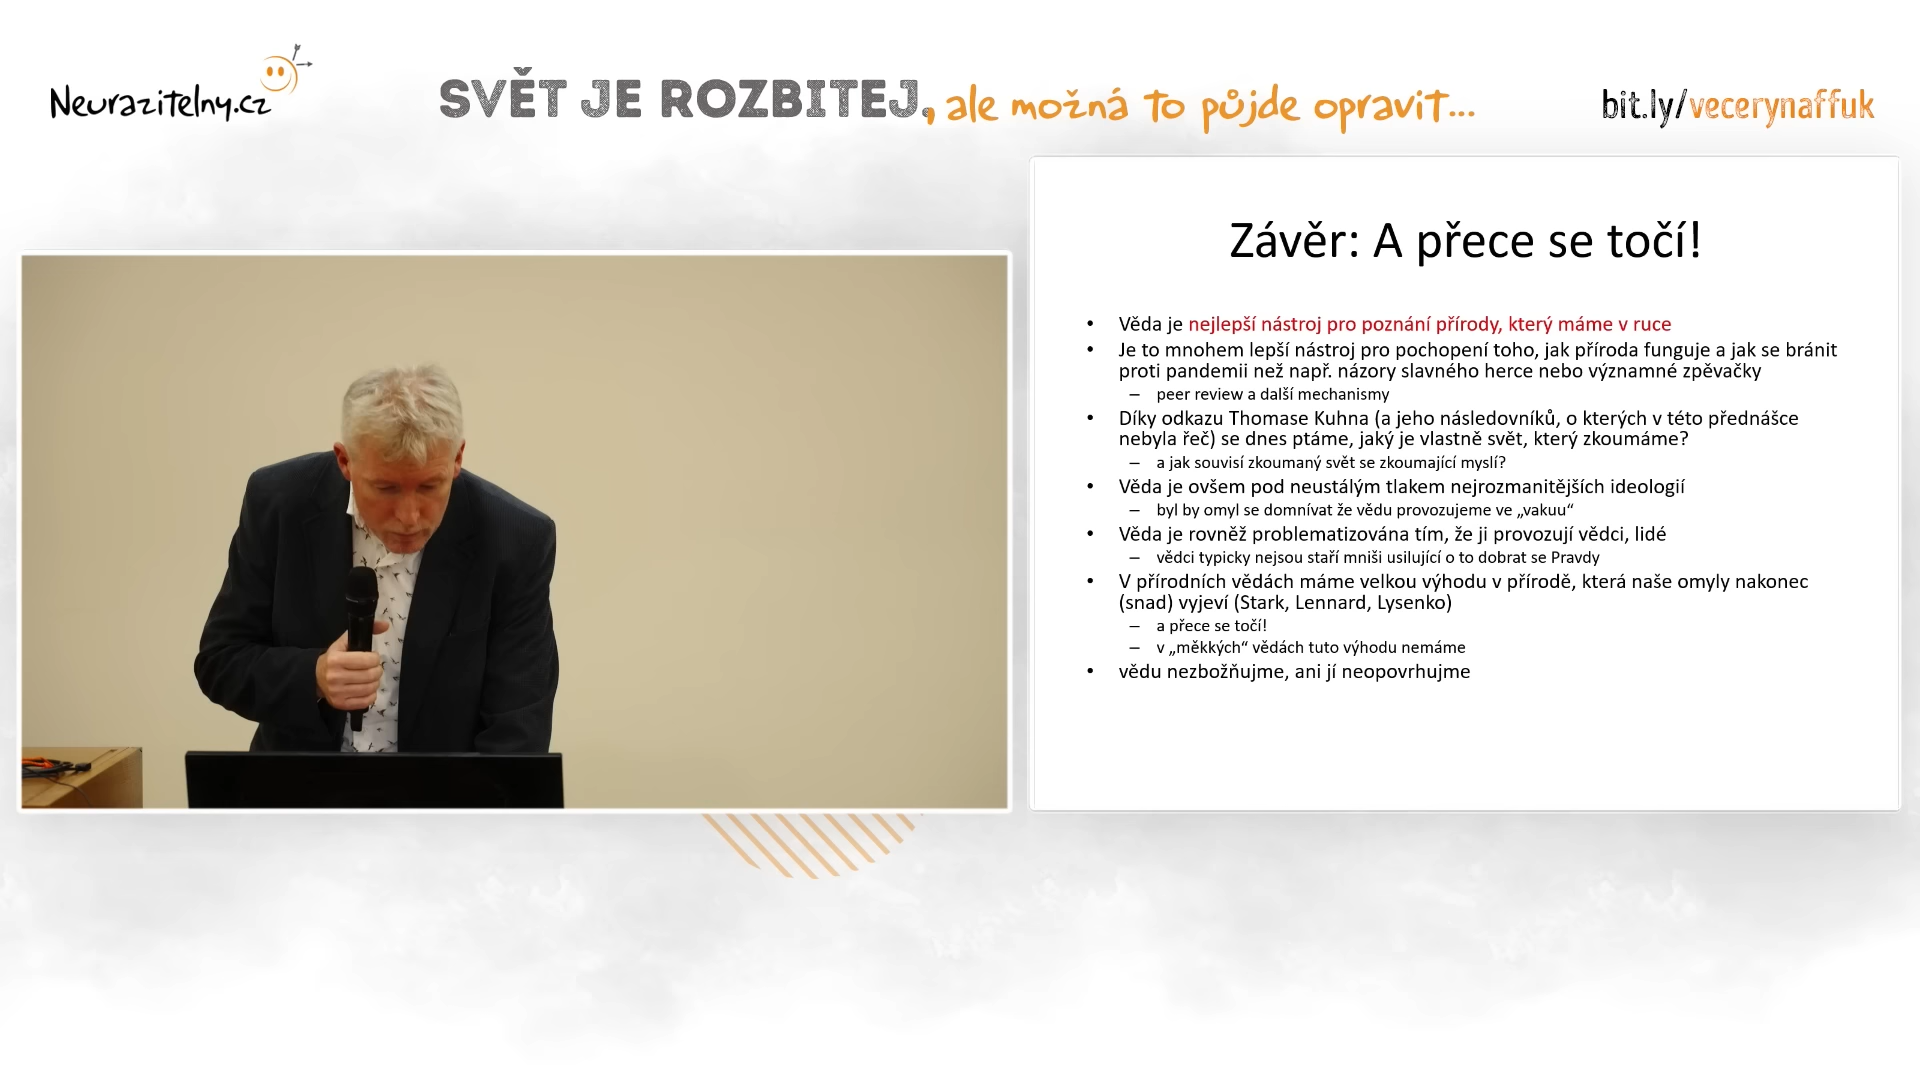 Neurazitelny.cz
SVĚT JE ROZBITEJ, ale možná to půjde opravit...
bit.ly/vecerynaffuk
Závěr: A přece se točí!
• Věda je nejlepší nástroj pro poznání přírody, který máme v ruce
• Je to mnohem lepší nástroj pro pochopení toho, jak příroda funguje a jak se bránit
proti pandemii než např. názory slavného herce nebo významné zpěvačky
– peer review a další mechanismy
• Díky odkazu Thomase Kuhna (a jeho následovníků, o kterých v této přednášce
nebyla řeč) se dnes ptáme, jaký je vlastně svět, který zkoumáme?
– a jak souvisí zkoumaný svět se zkoumající myslí?
• Věda je ovšem pod neustálým tlakem nejrozmanitějších ideologií
– byl by omyl se domnívat že vědu provozujeme ve „vakuu“
• Věda je rovněž problematizována tím, že ji provozují vědci, lidé
– vědci typicky nejsou staří mniši usilující o to dobrat se Pravdy
• V přírodních vědách máme velkou výhodu v přírodě, která naše omyly nakonec
(snad) vyjeví (Stark, Lennard, Lysenko)
– a přece se točí!
– v „měkkých“ vědách tuto výhodu nemáme
• vědu nezbožňujme, ani jí neopovrhujme